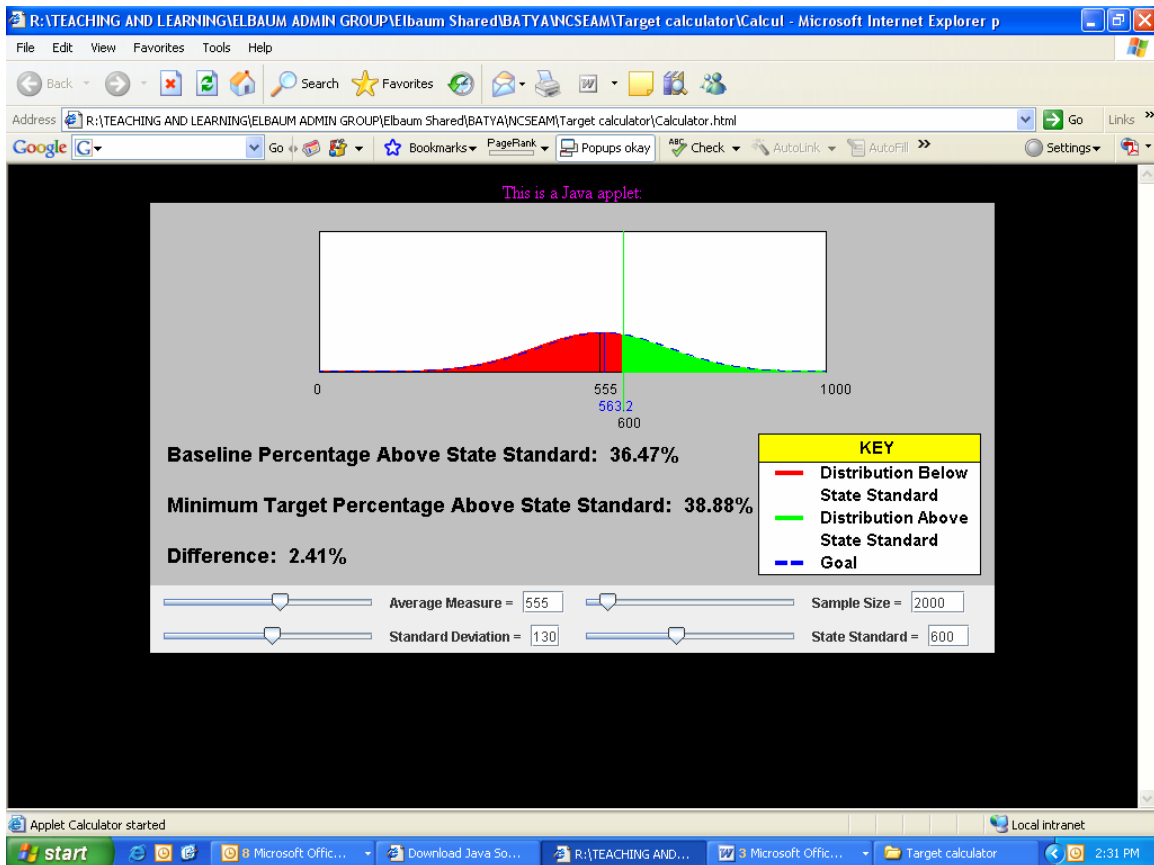 R:\TEACHING AND LEARNING\ELBAUM ADMIN GROUP\Elbaum Shared\BATYA\NCSEAM\Target calculator\Calcul - Microsoft Internet Explorer p
File Edit View Favorites Tools Help
Back Search Favorites
Address R:\TEACHING AND LEARNING\ELBAUM ADMIN GROUP\Elbaum Shared\BATYA\NCSEAM\Target calculator\Calculator.html Go Links »
Google G Go Bookmarks PageRank Popups okay ABC Check AutoLink AutoFill » Settings
This is a Java applet:
0 555 1000
563.2
600
Baseline Percentage Above State Standard: 36.47%
Minimum Target Percentage Above State Standard: 38.88%
Difference: 2.41%
KEY
Distribution Below
State Standard
Distribution Above
State Standard
Goal
Average Measure = 555 Sample Size = 2000
Standard Deviation = 130 State Standard = 600
Applet Calculator started Local intranet
start 8 Microsoft Offic... Download Java So... R:\TEACHING AND... 3 Microsoft Offic... Target calculator 2:31 PM